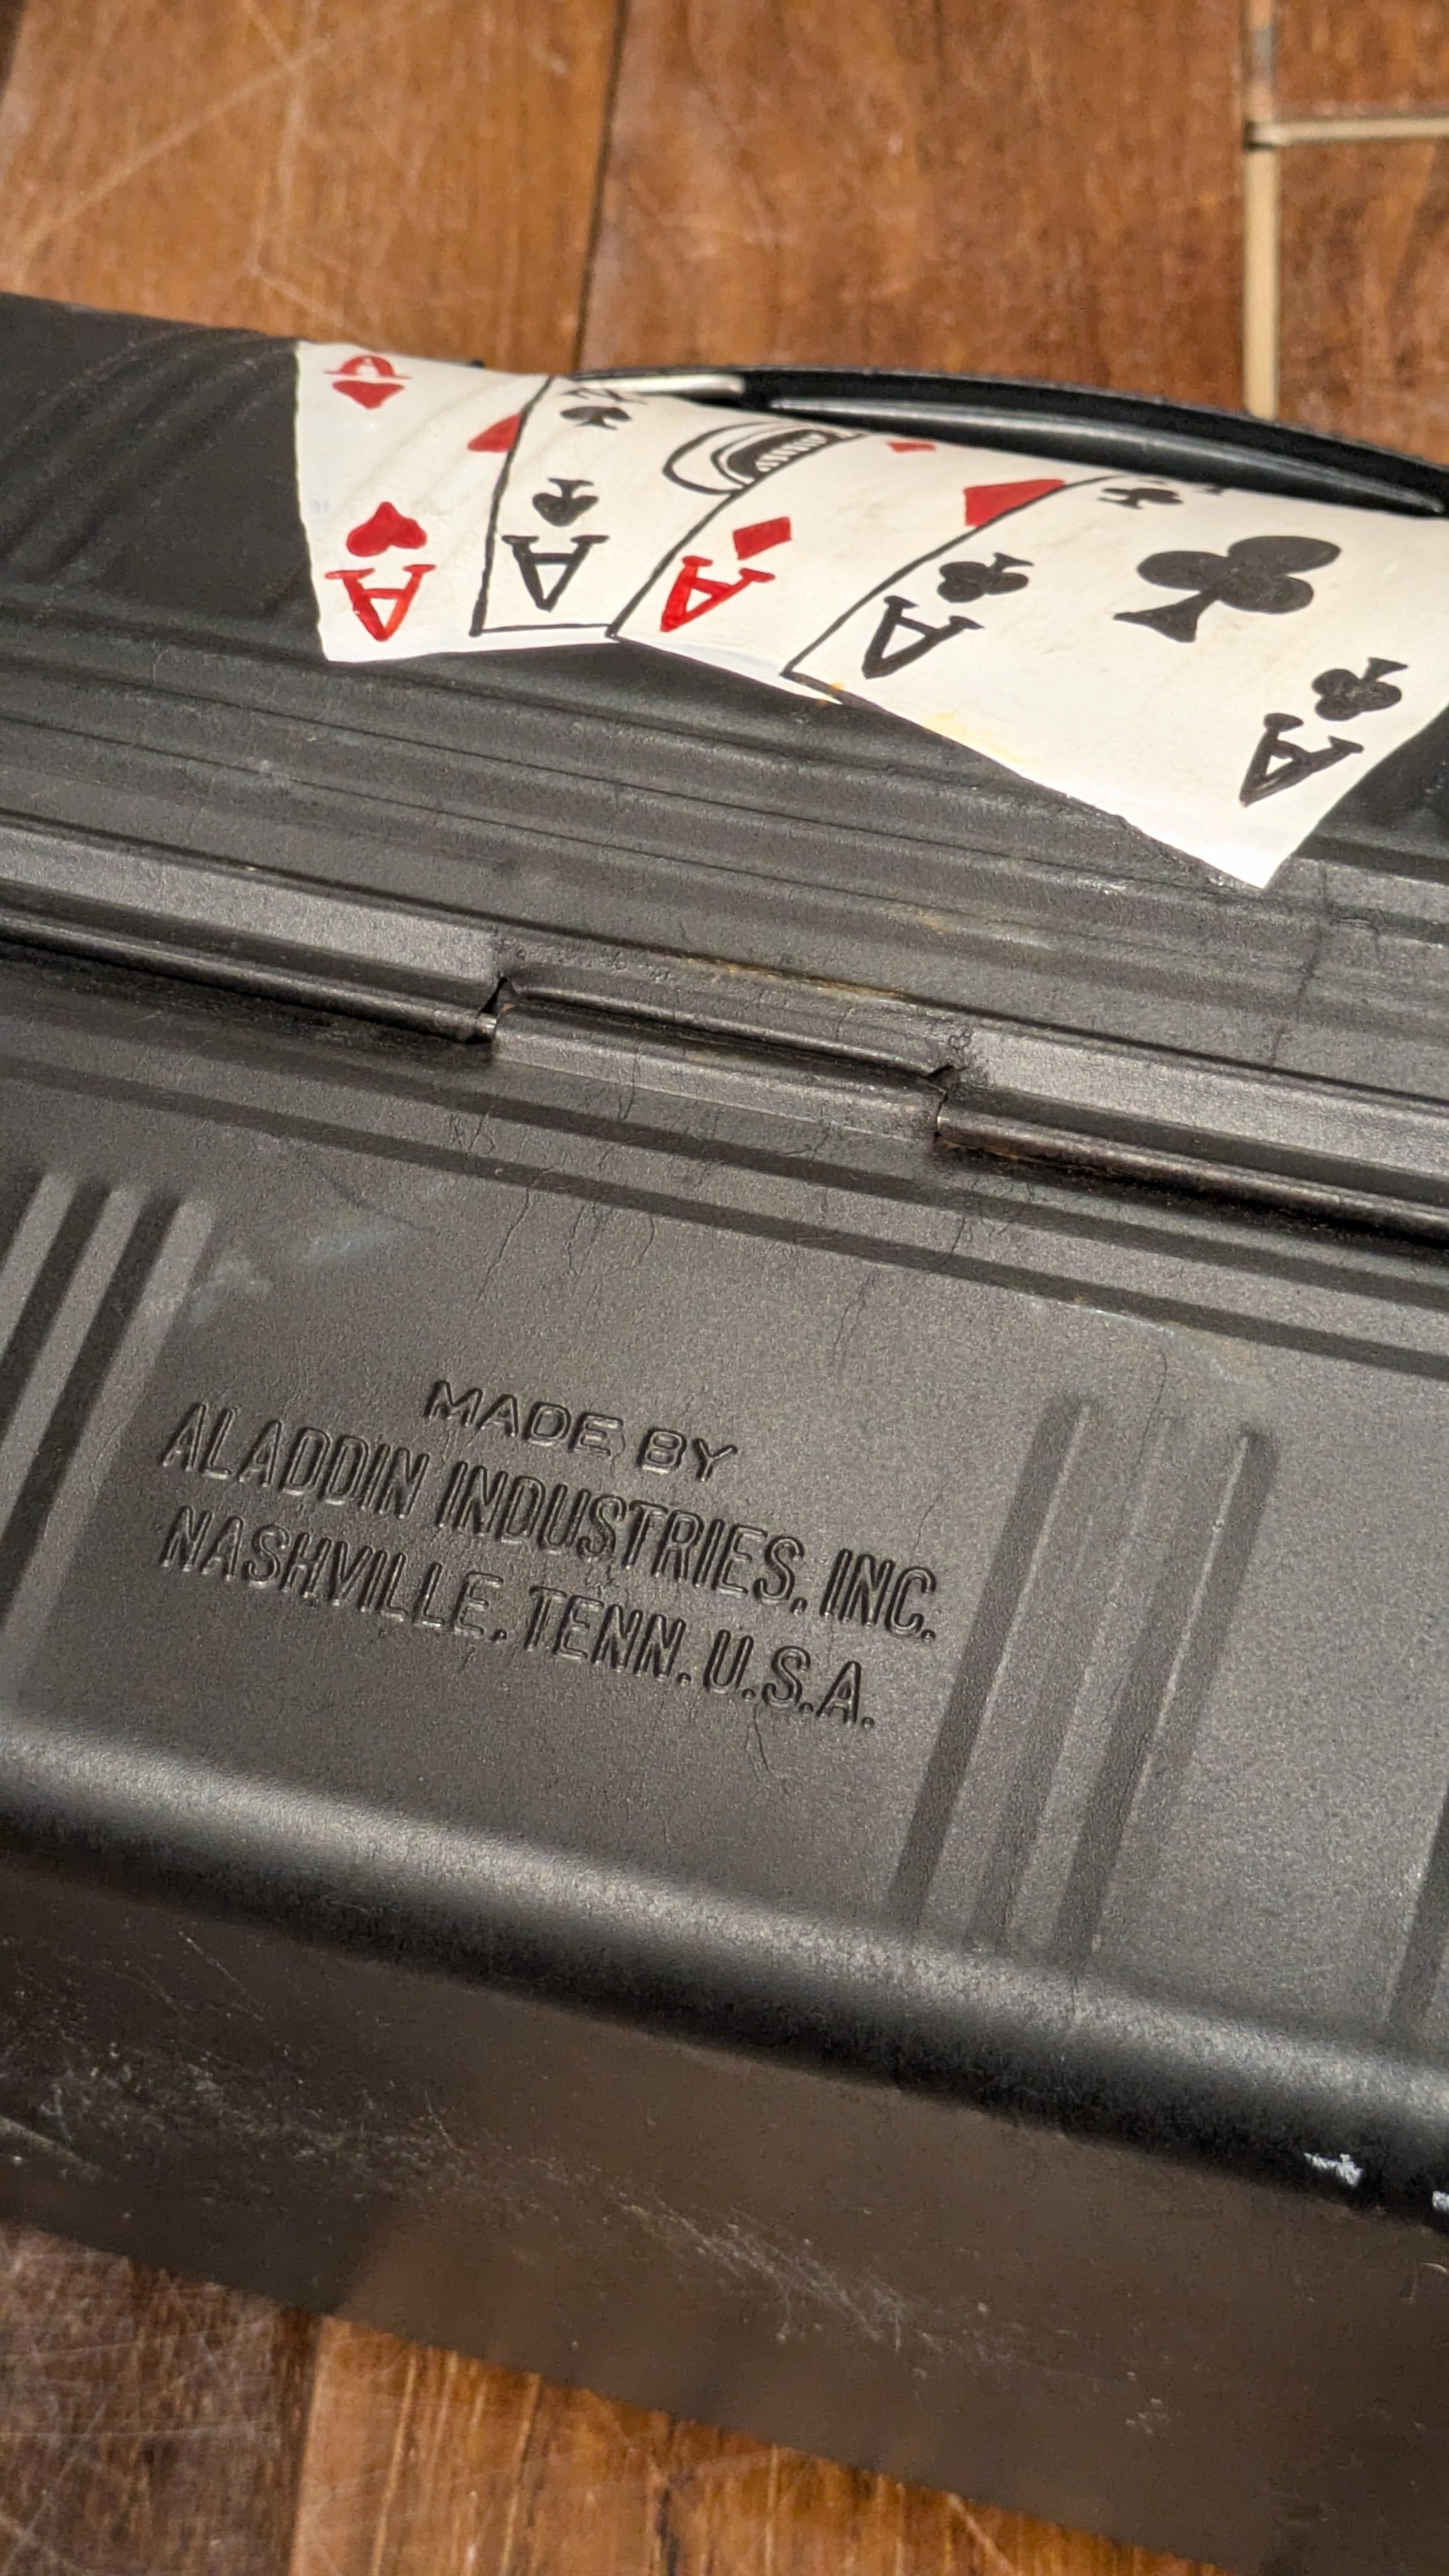 A
A
A
A
A
A
MADE BY
ALADDIN INDUSTRIES, INC.
NASHVILLE, TENN. U.S.A.